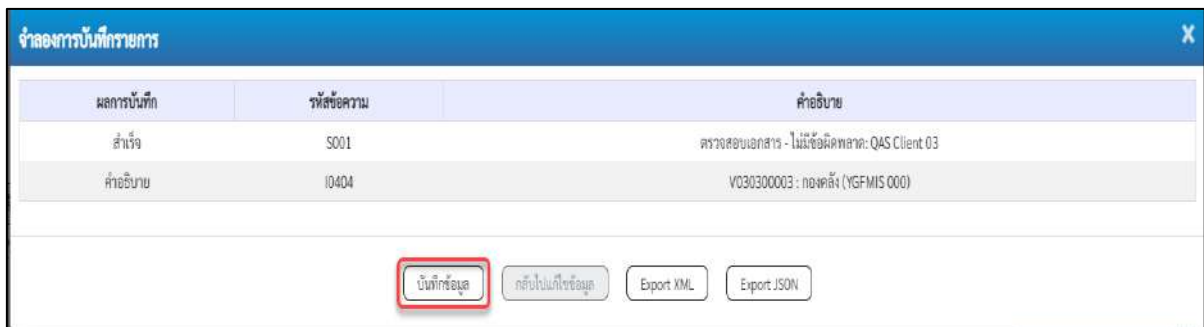 จำลองการบันทึกรายการ X
ผลการบันทึก รหัสข้อความ คำอธิบาย
สำเร็จ S001 ตรวจสอบเอกสาร - ไม่มีข้อผิดพลาด: QAS Client 03
คำอธิบาย I0404 V030300003 : กองคลัง (YGFMIS 000)
บันทึกข้อมูล กลับไปแก้ไขข้อมูล Export XML Export JSON